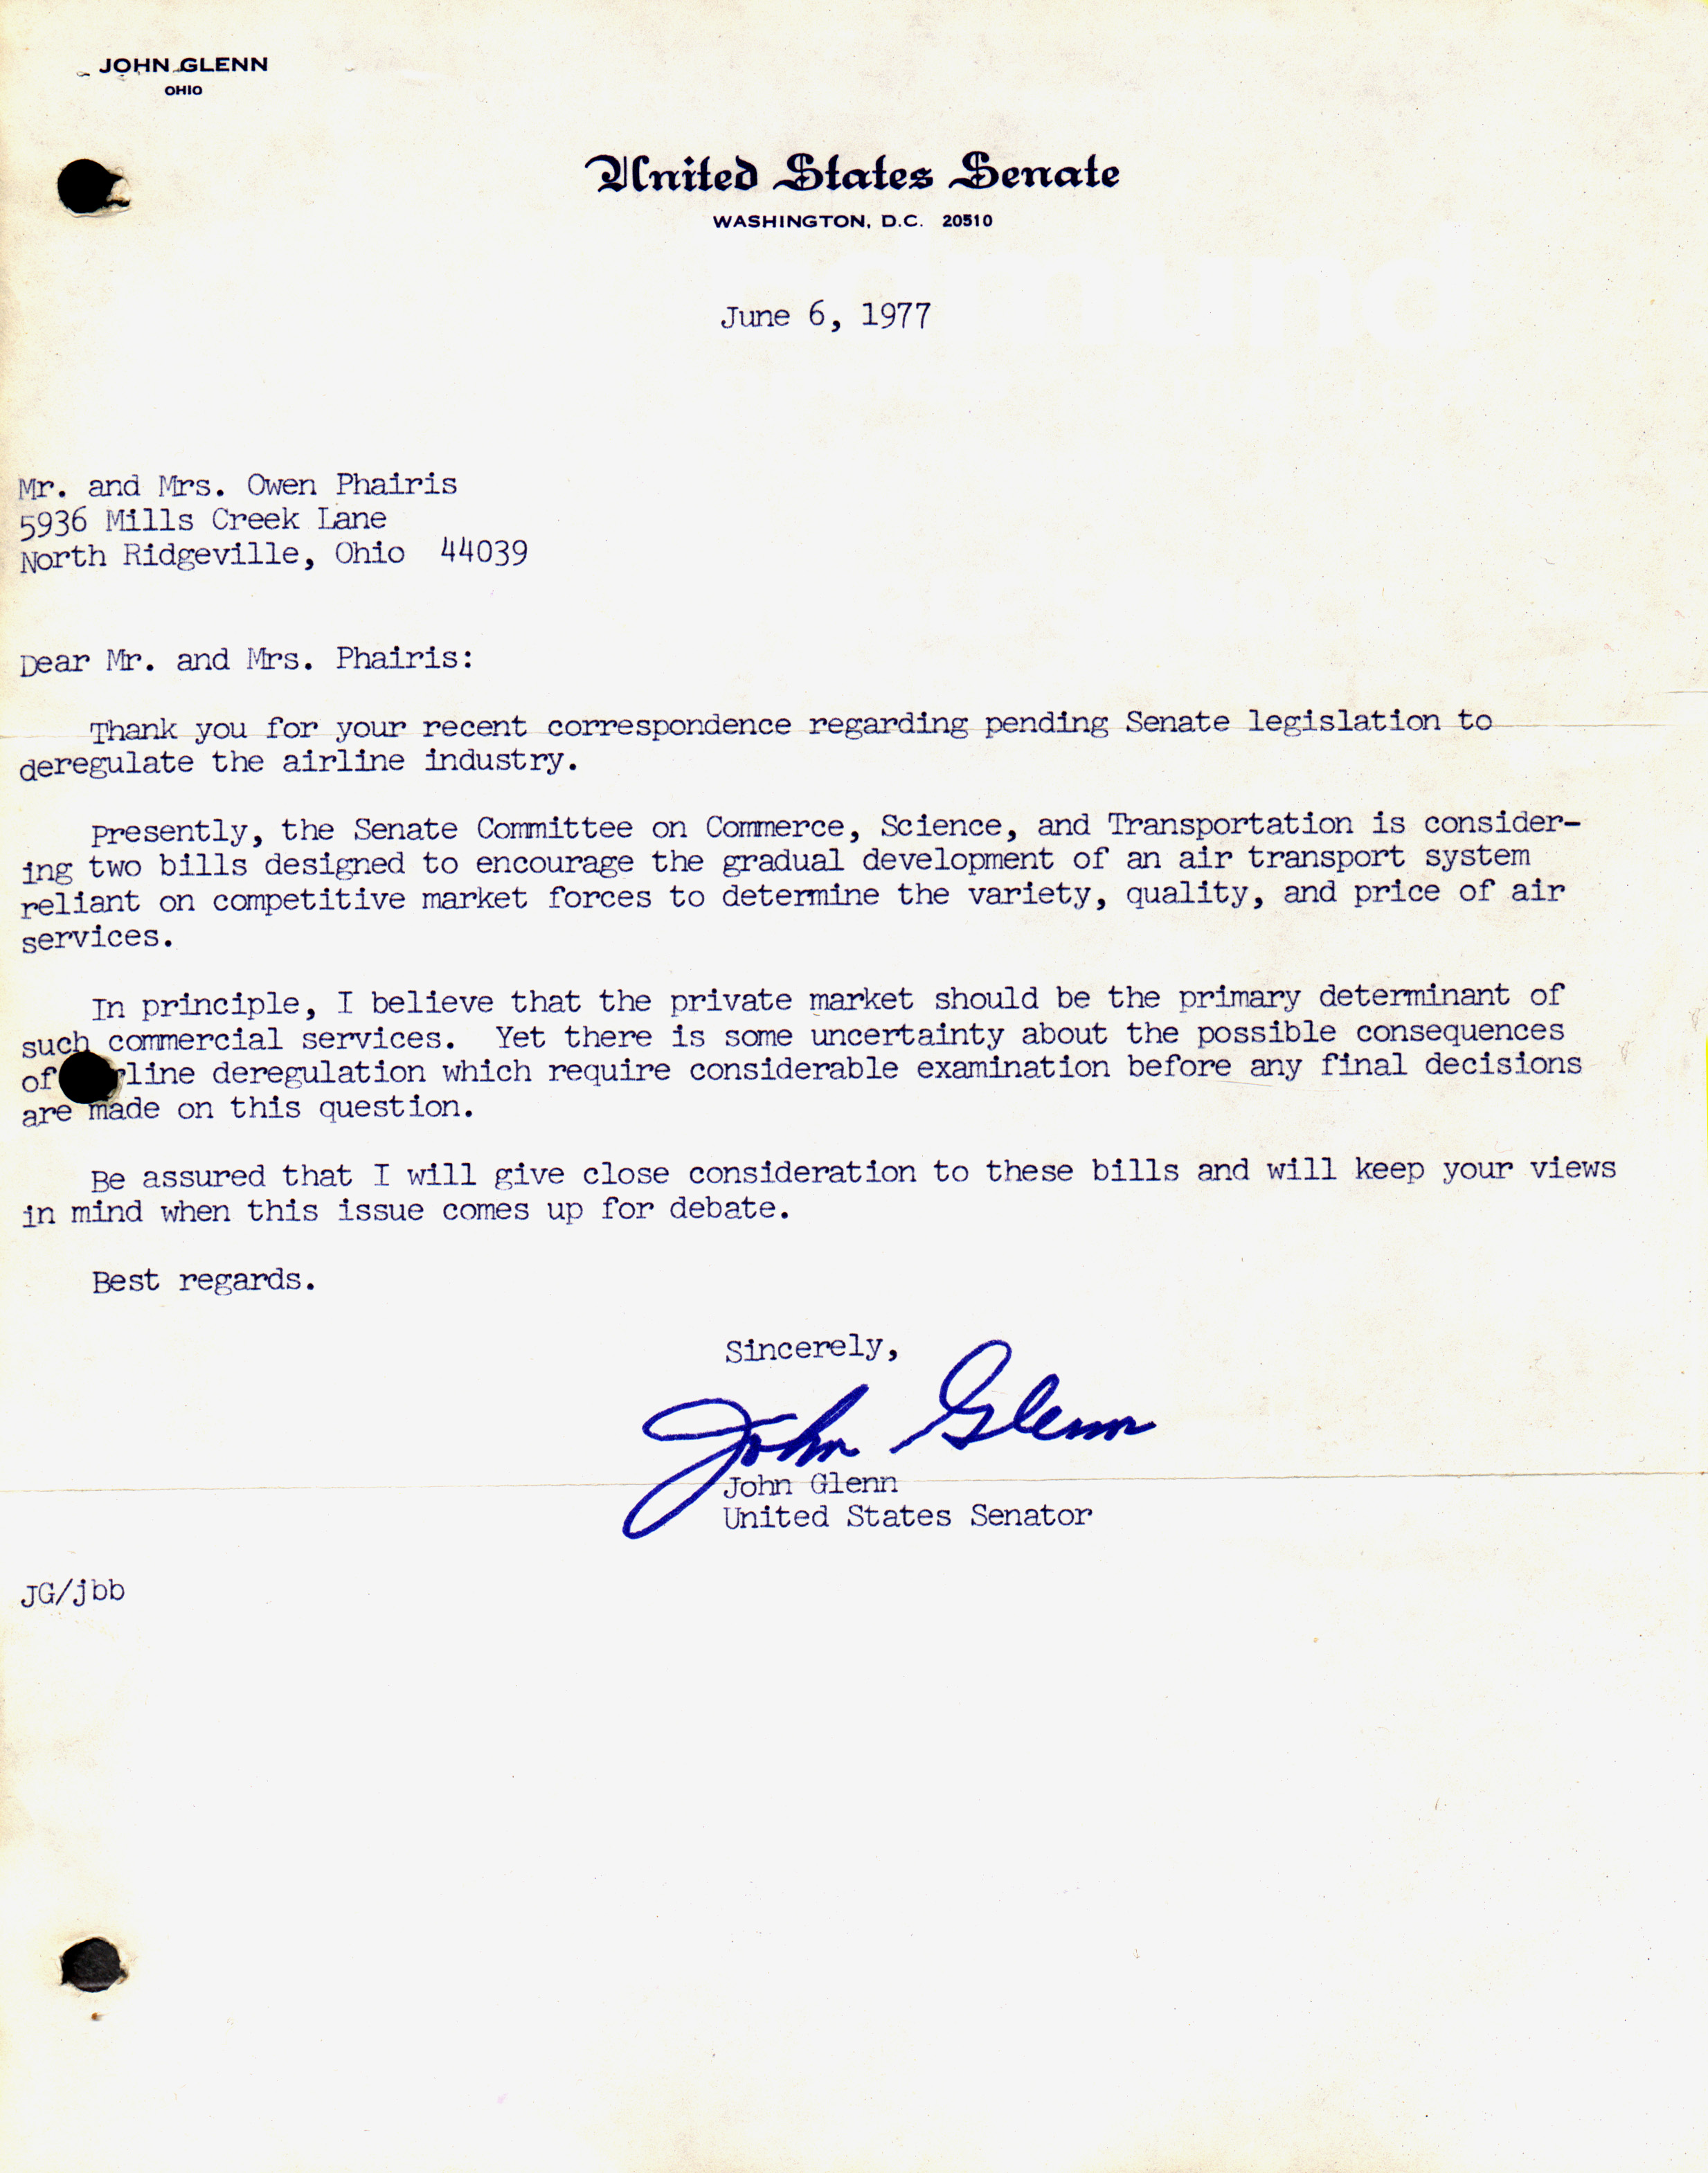 JOHN GLENN
OHIO
United States Senate
WASHINGTON, D.C. 20510
June 6, 1977
Mr. and Mrs. Owen Phairis
5936 Mills Creek Lane
North Ridgeville, Ohio 44039
Dear Mr. and Mrs. Phairis:
Thank you for your recent correspondence regarding pending Senate legislation to
deregulate the airline industry.
Presently, the Senate Committee on Commerce, Science, and Transportation is consider-
ing two bills designed to encourage the gradual development of an air transport system
reliant on competitive market forces to determine the variety, quality, and price of air
services.
In principle, I believe that the private market should be the primary determinant of
such commercial services. Yet there is some uncertainty about the possible consequences
of rline deregulation which require considerable examination before any final decisions
are made on this question.
Be assured that I will give close consideration to these bills and will keep your views
in mind when this issue comes up for debate.
Best regards.
Sincerely,
John Glenn
John Glenn
United States Senator
JG/jbb